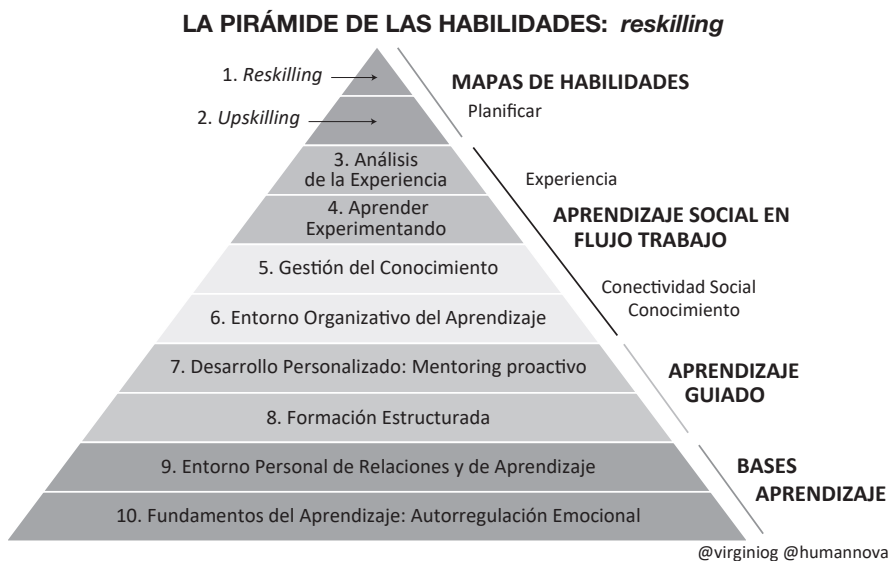 LA PIRÁMIDE DE LAS HABILIDADES: reskilling
1. Reskilling
2. Upskilling
MAPAS DE HABILIDADES
Planificar
3. Análisis
de la Experiencia
4. Aprender
Experimentando
Experiencia
APRENDIZAJE SOCIAL EN
FLUJO TRABAJO
5. Gestión del Conocimiento
6. Entorno Organizativo del Aprendizaje
Conectividad Social
Conocimiento
7. Desarrollo Personalizado: Mentoring proactivo
8. Formación Estructurada
APRENDIZAJE
GUIADO
9. Entorno Personal de Relaciones y de Aprendizaje
10. Fundamentos del Aprendizaje: Autorregulación Emocional
BASES
APRENDIZAJE
@virginiog @humannova